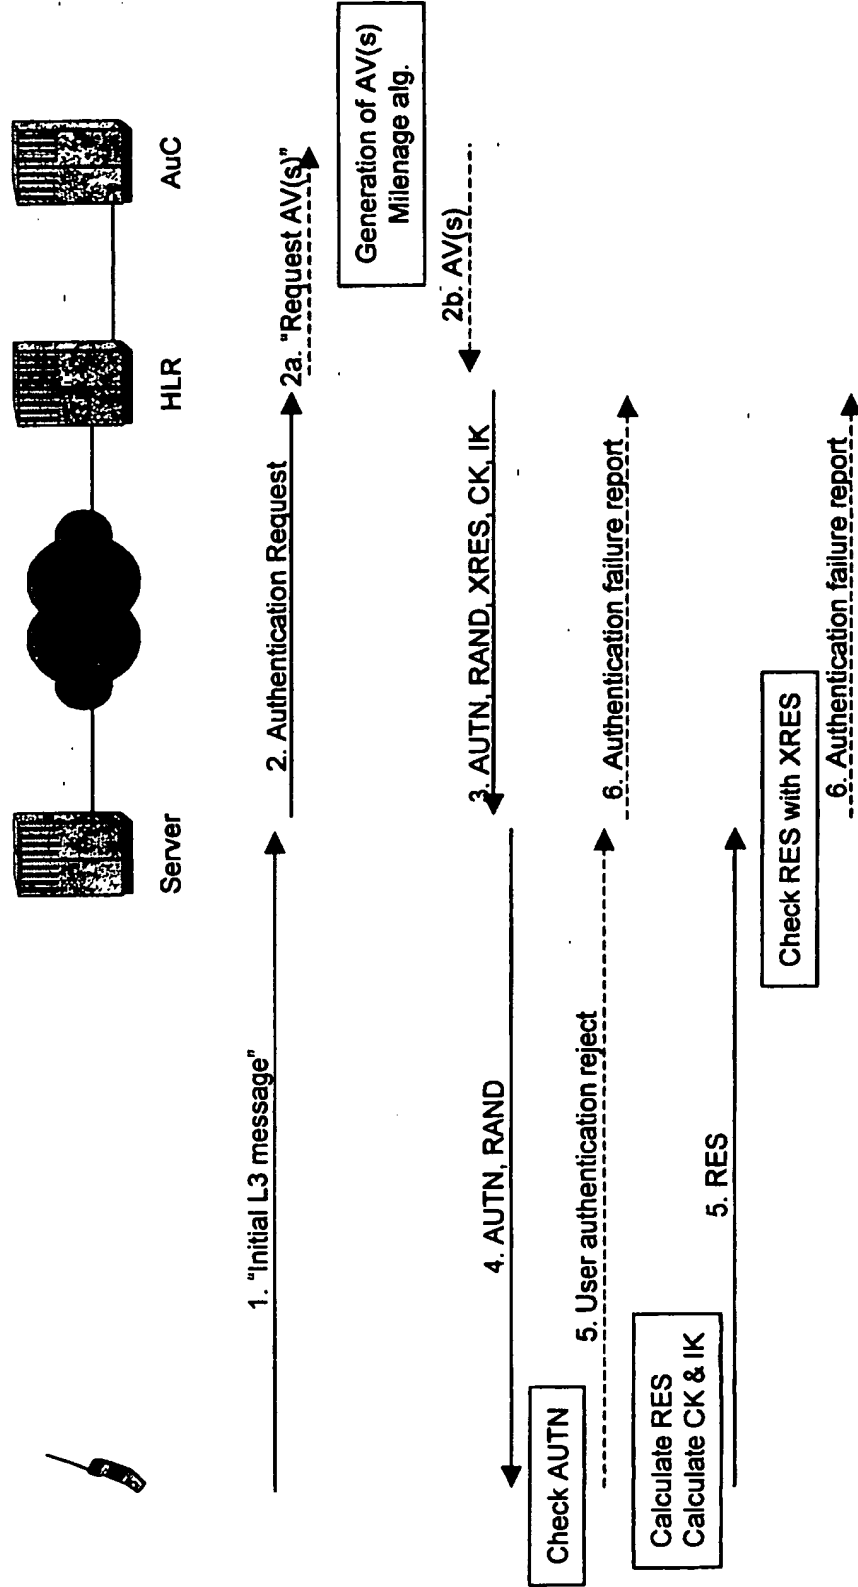 Server
HLR
AuC
1. "Initial L3 message"
2. Authentication Request
2a. "Request AV(s)"
Generation of AV(s)
Milenage alg.
2b. AV(s)
3. AUTN, RAND, XRES, CK, IK
4. AUTN, RAND
Check AUTN
5. User authentication reject
6. Authentication failure report
Calculate RES
Calculate CK & IK
5. RES
Check RES with XRES
6. Authentication failure report